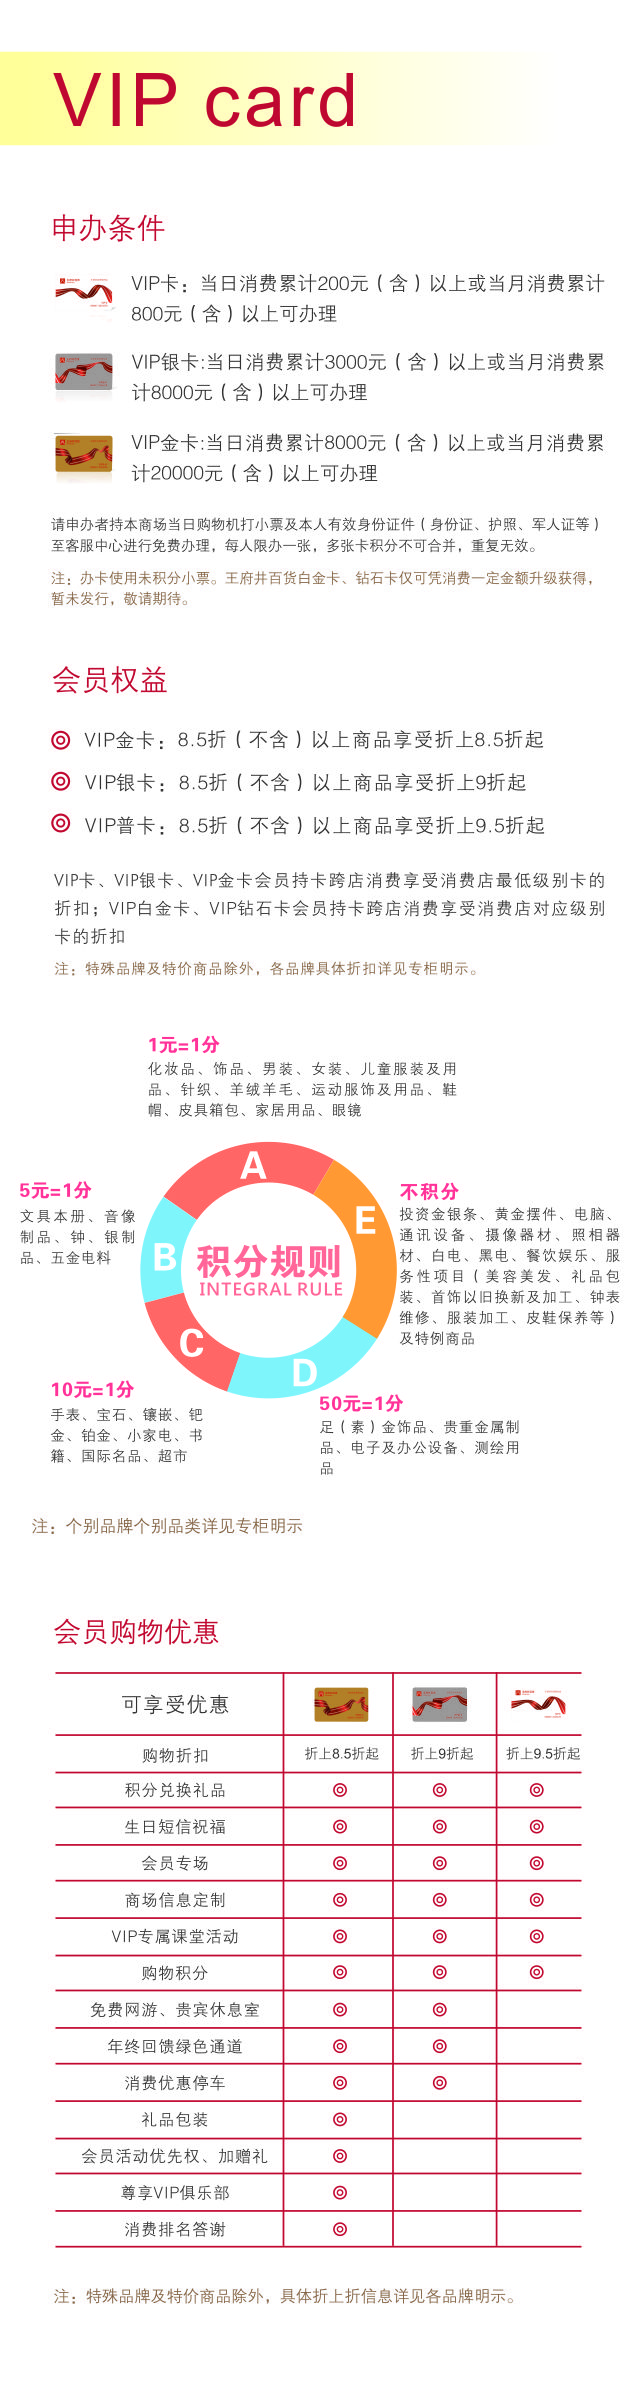 VIP card
申办条件
VIP卡：当日消费累计200元（含）以上或当月消费累计
800元（含）以上可办理
VIP银卡:当日消费累计3000元（含）以上或当月消费累
计8000元（含）以上可办理
VIP金卡:当日消费累计8000元（含）以上或当月消费累
计20000元（含）以上可办理
请申办者持本商场当日购物机打小票及本人有效身份证件（身份证、护照、军人证等）
至客服中心进行免费办理，每人限办一张，多张卡积分不可合并，重复无效。
注：办卡使用未积分小票。王府井百货白金卡、钻石卡仅可凭消费一定金额升级获得，
暂未发行，敬请期待。
会员权益
VIP金卡：8.5折（不含）以上商品享受折上8.5折起
VIP银卡：8.5折（不含）以上商品享受折上9折起
VIP普卡：8.5折（不含）以上商品享受折上9.5折起
VIP卡、VIP银卡、VIP金卡会员持卡跨店消费享受消费店最低级别卡的
折扣；VIP白金卡、VIP钻石卡会员持卡跨店消费享受消费店对应级别
卡的折扣
注：特殊品牌及特价商品除外，各品牌具体折扣详见专柜明示。
1元=1分
化妆品、饰品、男装、女装、儿童服装及用
品、针织、羊绒羊毛、运动服饰及用品、鞋
帽、皮具箱包、家居用品、眼镜
A
5元=1分
文具本册、音像
制品、钟、银制
品、五金电料
B
积分规则
INTEGRAL RULE
E
不积分
投资金银条、黄金摆件、电脑、
通讯设备、摄像器材、照相器
材、白电、黑电、餐饮娱乐、服
务性项目（美容美发、礼品包
装、首饰以旧换新及加工、钟表
维修、服装加工、皮鞋保养等）
及特例商品
C
D
10元=1分
手表、宝石、镶嵌、钯
金、铂金、小家电、书
籍、国际名品、超市
50元=1分
足（素）金饰品、贵重金属制
品、电子及办公设备、测绘用
品
注：个别品牌个别品类详见专柜明示
会员购物优惠
可享受优惠
购物折扣 折上8.5折起 折上9折起 折上9.5折起
积分兑换礼品
生日短信祝福
会员专场
商场信息定制
VIP专属课堂活动
购物积分
免费网游、贵宾休息室
年终回馈绿色通道
消费优惠停车
礼品包装
会员活动优先权、加赠礼
尊享VIP俱乐部
消费排名答谢
注：特殊品牌及特价商品除外，具体折上折信息详见各品牌明示。